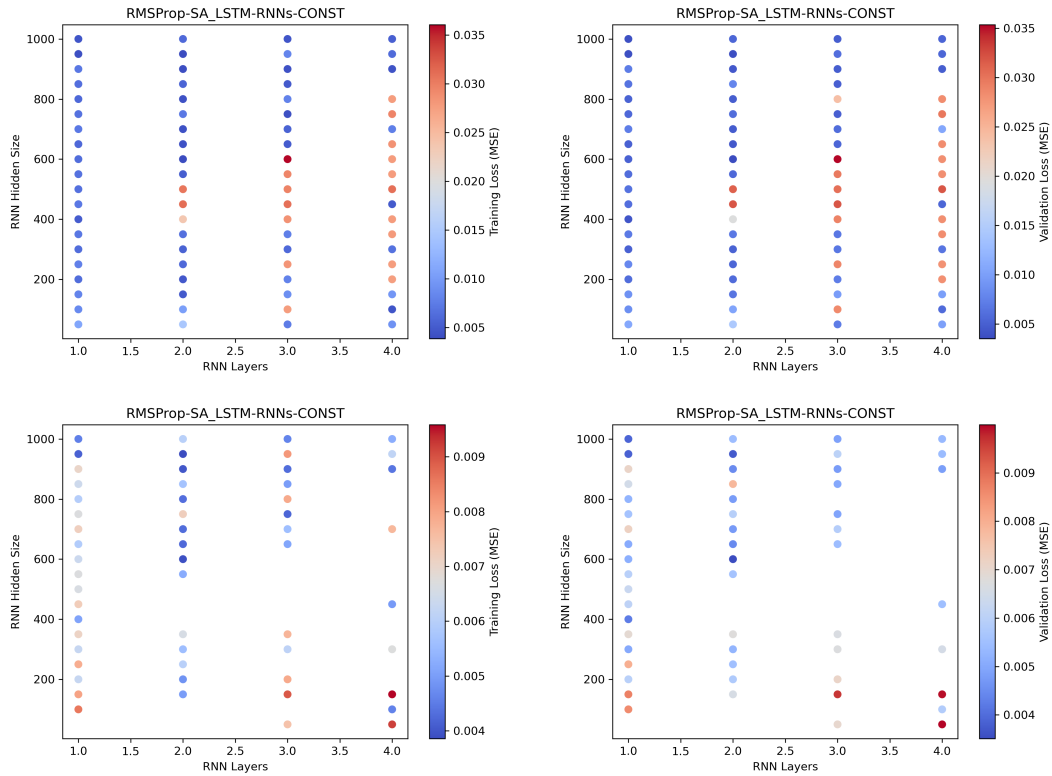 RMSProp-SA_LSTM-RNNs-CONST
1000
800
600
400
200
RNN Hidden Size
1.0 1.5 2.0 2.5 3.0 3.5 4.0
RNN Layers
0.035
0.030
0.025
0.020
0.015
0.010
0.005
Training Loss (MSE)
RMSProp-SA_LSTM-RNNs-CONST
1000
800
600
400
200
RNN Hidden Size
1.0 1.5 2.0 2.5 3.0 3.5 4.0
RNN Layers
0.035
0.030
0.025
0.020
0.015
0.010
0.005
Validation Loss (MSE)
RMSProp-SA_LSTM-RNNs-CONST
1000
800
600
400
200
RNN Hidden Size
1.0 1.5 2.0 2.5 3.0 3.5 4.0
RNN Layers
0.009
0.008
0.007
0.006
0.005
0.004
Training Loss (MSE)
RMSProp-SA_LSTM-RNNs-CONST
1000
800
600
400
200
RNN Hidden Size
1.0 1.5 2.0 2.5 3.0 3.5 4.0
RNN Layers
0.009
0.008
0.007
0.006
0.005
0.004
Validation Loss (MSE)